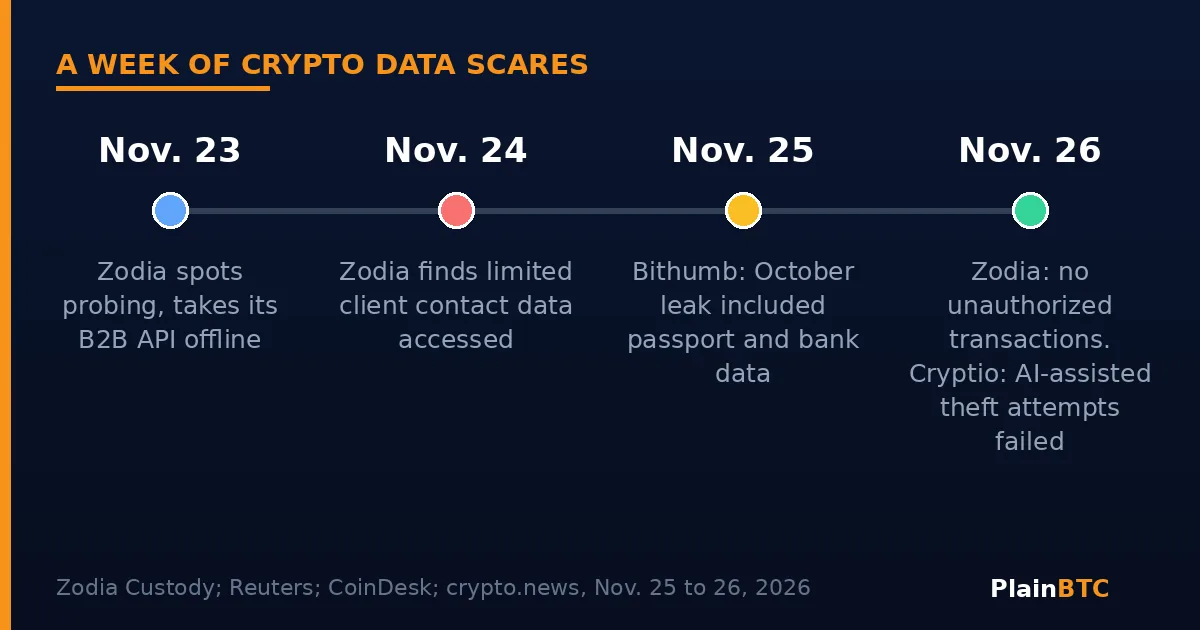 A WEEK OF CRYPTO DATA SCARES
Nov. 23
Zodia spots
probing, takes its
B2B API offline
Nov. 24
Zodia finds limited
client contact data
accessed
Nov. 25
Bithumb: October
leak included
passport and bank
data
Nov. 26
Zodia: no
unauthorized
transactions.
Cryptio: AI-assisted
theft attempts
failed
Zodia Custody; Reuters; CoinDesk; crypto.news, Nov. 25 to 26, 2026
PlainBTC